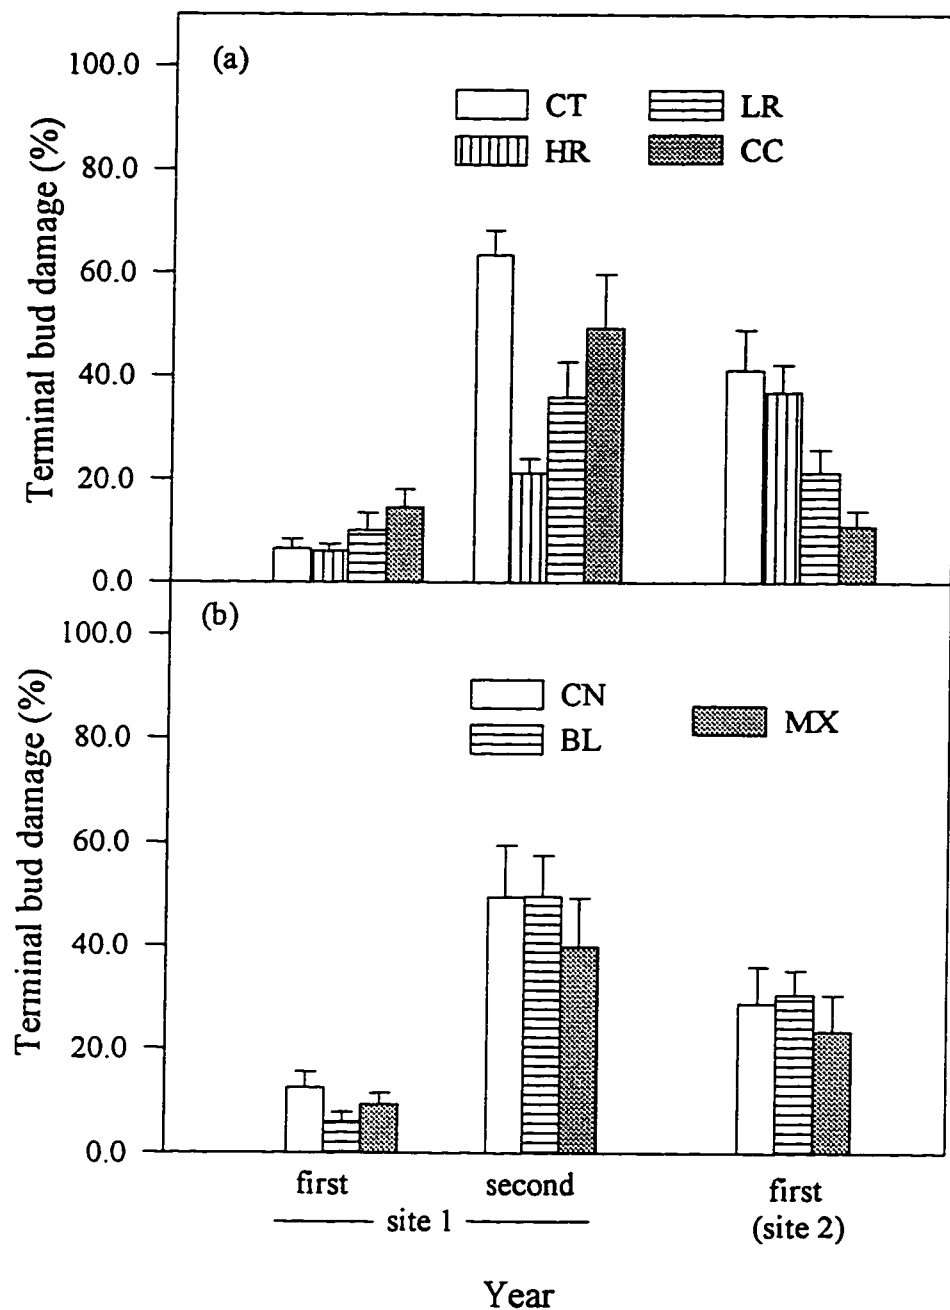 (a)
100.0
80.0
60.0
40.0
20.0
0.0
Terminal bud damage (%)
CT LR
HR CC
(b)
100.0
80.0
60.0
40.0
20.0
0.0
Terminal bud damage (%)
CN MX
BL
first second first
site 1 (site 2)
Year